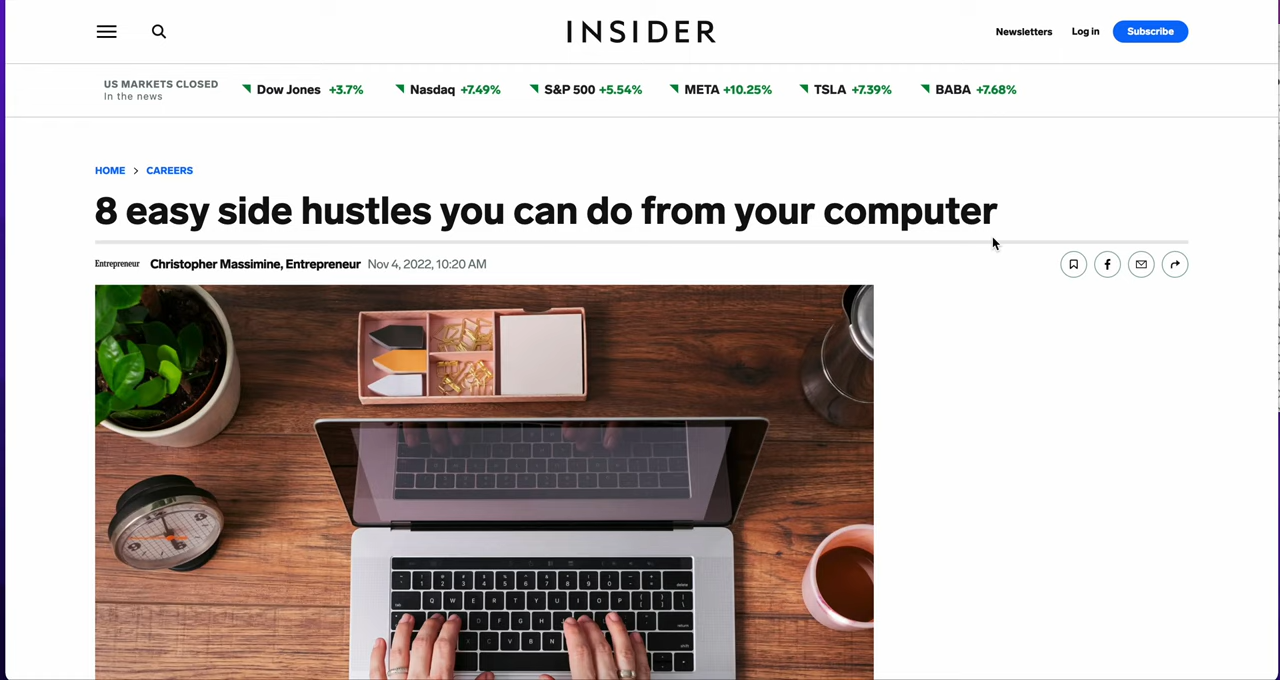 INSIDER
Newsletters Log in Subscribe
US MARKETS CLOSED
In the news
Dow Jones +3.7% Nasdaq +7.49% S&P 500 +5.54% META +10.25% TSLA +7.39% BABA +7.68%
HOME > CAREERS
8 easy side hustles you can do from your computer
Entrepreneur Christopher Massimine, Entrepreneur Nov 4, 2022, 10:20 AM